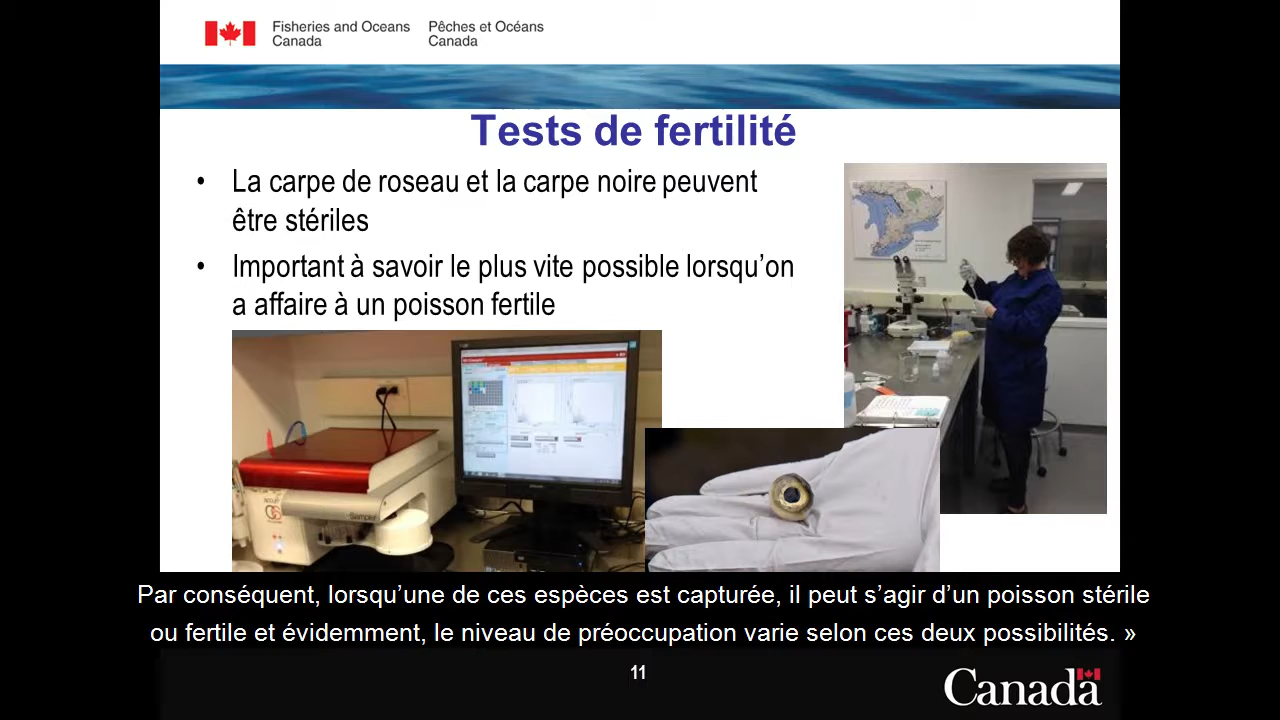 Fisheries and Oceans
Canada
Pêches et Océans
Canada
Tests de fertilité
• La carpe de roseau et la carpe noire peuvent
être stériles
• Important à savoir le plus vite possible lorsqu’on
a affaire à un poisson fertile
Sampler
Par conséquent, lorsqu’une de ces espèces est capturée, il peut s’agir d’un poisson stérile
ou fertile et évidemment, le niveau de préoccupation varie selon ces deux possibilités. »
11
Canada